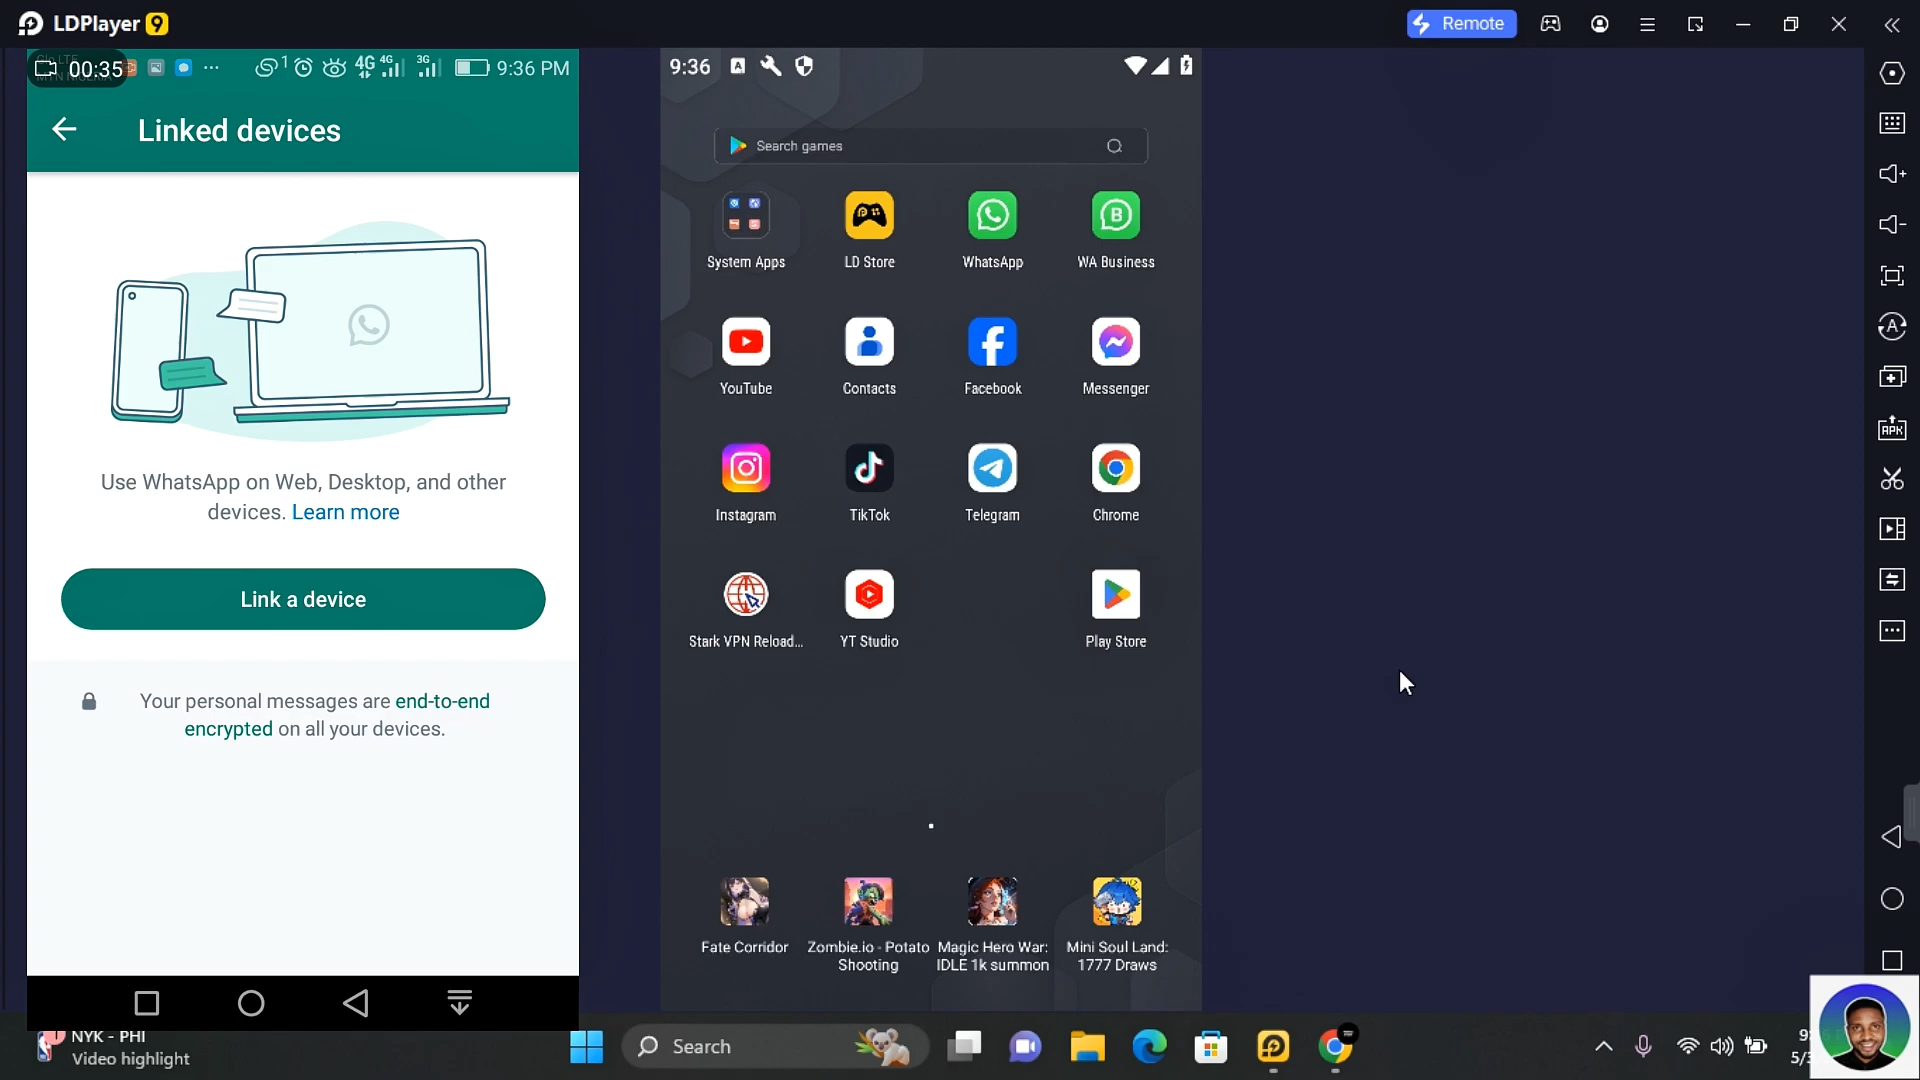 LDPlayer 9
Remote
00:35
4G 4G 3G 9:36 PM
Linked devices
Use WhatsApp on Web, Desktop, and other
devices. Learn more
Link a device
Your personal messages are end-to-end
encrypted on all your devices.
9:36
Search games
System Apps LD Store WhatsApp WA Business
YouTube Contacts Facebook Messenger
Instagram TikTok Telegram Chrome
Stark VPN Reload... YT Studio Play Store
Fate Corridor Zombie.io - Potato Magic Hero War: Mini Soul Land:
Shooting IDLE 1k summon 1777 Draws
APK
NYK - PHI
Video highlight
Search